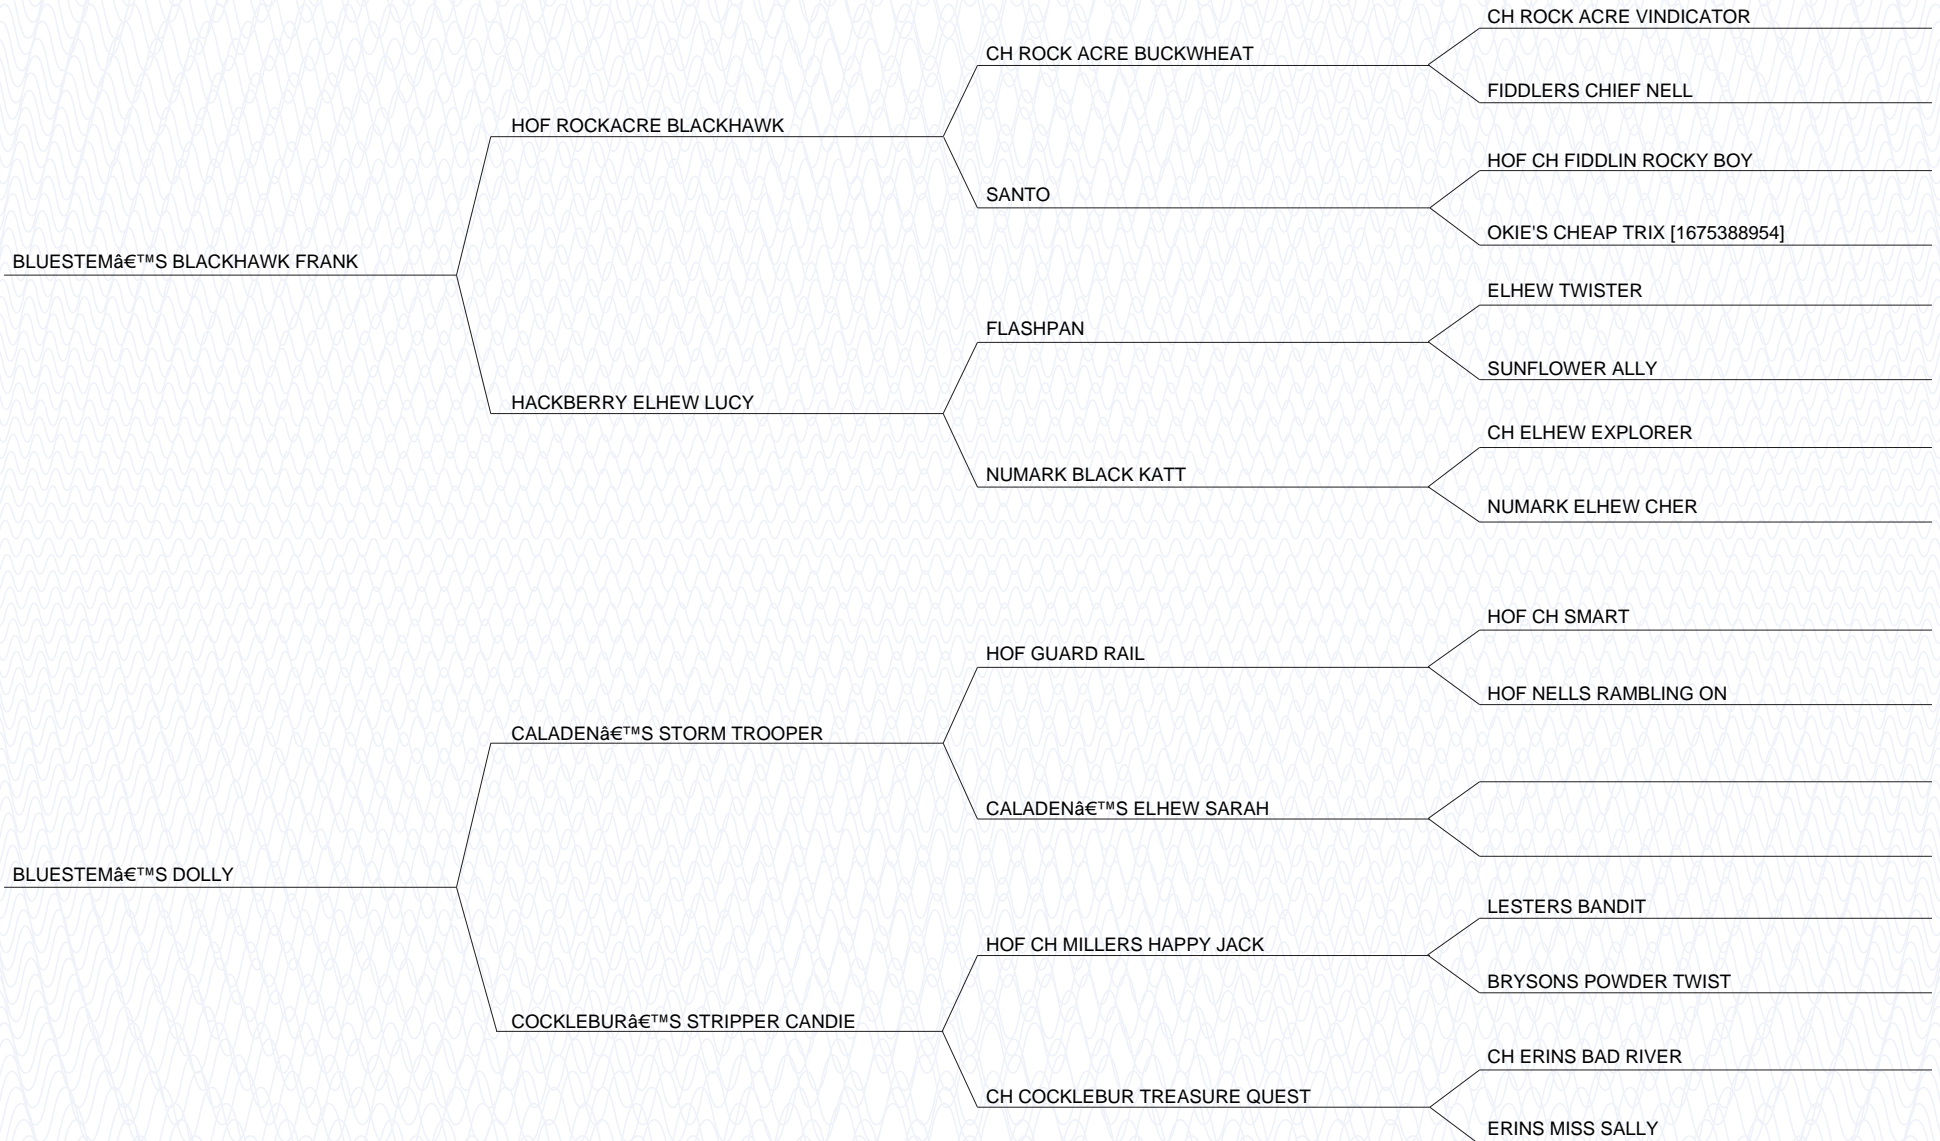 CH ROCK ACRE VINDICATOR
CH ROCK ACRE BUCKWHEAT
FIDDLERS CHIEF NELL
HOF ROCKACRE BLACKHAWK
HOF CH FIDDLIN ROCKY BOY
SANTO
OKIE'S CHEAP TRIX [1675388954]
BLUESTEMâ€™S BLACKHAWK FRANK
ELHEW TWISTER
FLASHPAN
SUNFLOWER ALLY
HACKBERRY ELHEW LUCY
CH ELHEW EXPLORER
NUMARK BLACK KATT
NUMARK ELHEW CHER
HOF CH SMART
HOF GUARD RAIL
HOF NELLS RAMBLING ON
CALADENâ€™S STORM TROOPER
CALADENâ€™S ELHEW SARAH
BLUESTEMâ€™S DOLLY
LESTERS BANDIT
HOF CH MILLERS HAPPY JACK
BRYSONS POWDER TWIST
COCKLEBURâ€™S STRIPPER CANDIE
CH ERINS BAD RIVER
CH COCKLEBUR TREASURE QUEST
ERINS MISS SALLY